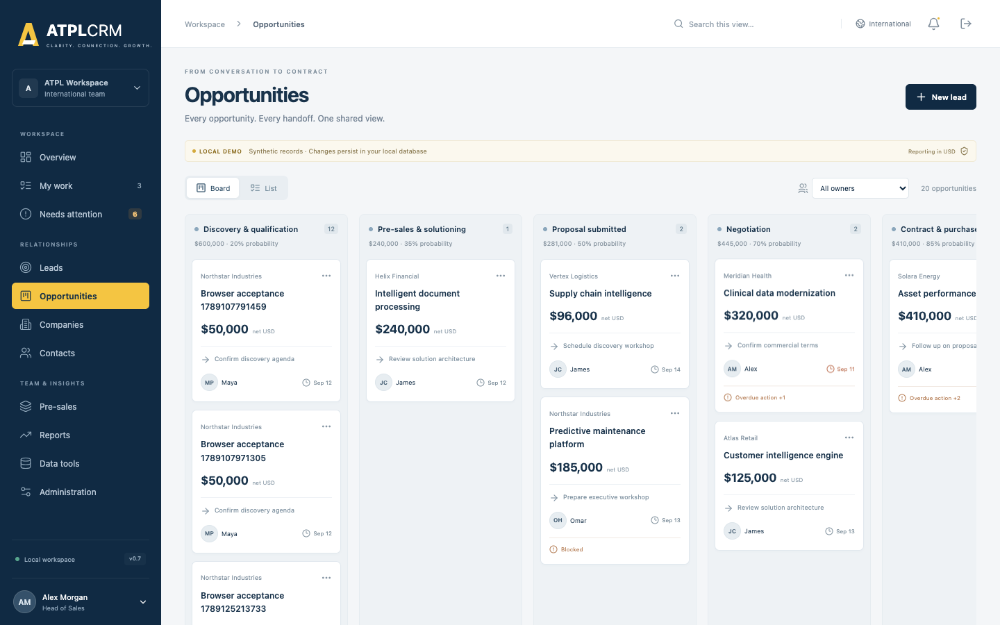 ATPLCRM
CLARITY. CONNECTION. GROWTH.
A
ATPL Workspace
International team
WORKSPACE
Overview
My work 3
Needs attention 6
RELATIONSHIPS
Leads
Opportunities
Companies
Contacts
TEAM & INSIGHTS
Pre-sales
Reports
Data tools
Administration
Local workspace v0.7
AM
Alex Morgan
Head of Sales
Workspace Opportunities
Search this view...
International
FROM CONVERSATION TO CONTRACT
Opportunities
Every opportunity. Every handoff. One shared view.
New lead
LOCAL DEMO Synthetic records · Changes persist in your local database
Reporting in USD
Board List
All owners
20 opportunities
Discovery & qualification 12
$600,000 · 20% probability
Northstar Industries
Browser acceptance
1789107791459
$50,000 net USD
Confirm discovery agenda
MP Maya Sep 12
Northstar Industries
Browser acceptance
1789107971305
$50,000 net USD
Confirm discovery agenda
MP Maya Sep 12
Northstar Industries
Browser acceptance
1789125213733
Pre-sales & solutioning 1
$240,000 · 35% probability
Helix Financial
Intelligent document
processing
$240,000 net USD
Review solution architecture
JC James Sep 12
Proposal submitted 2
$281,000 · 50% probability
Vertex Logistics
Supply chain intelligence
$96,000 net USD
Schedule discovery workshop
JC James Sep 14
Northstar Industries
Predictive maintenance
platform
$185,000 net USD
Prepare executive workshop
OH Omar Sep 13
Blocked
Negotiation 2
$445,000 · 70% probability
Meridian Health
Clinical data modernization
$320,000 net USD
Confirm commercial terms
AM Alex Sep 11
Overdue action +1
Atlas Retail
Customer intelligence engine
$125,000 net USD
Review solution architecture
JC James Sep 13
Contract & purchase
$410,000 · 85% probability
Solara Energy
Asset performance
$410,000 net USD
Follow up on proposa
AM Alex
Overdue action +2